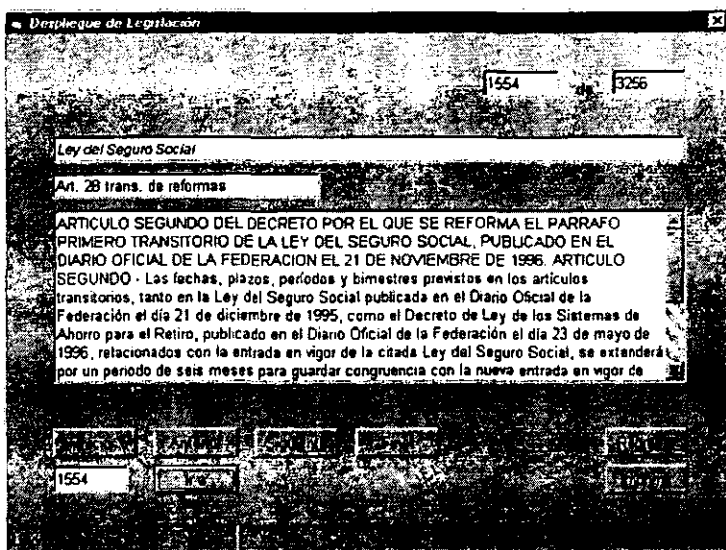 Despliegue de Legislación
1554 de 3256
Ley del Seguro Social
Art. 28 trans. de reformas
ARTICULO SEGUNDO DEL DECRETO POR EL QUE SE REFORMA EL PARRAFO
PRIMERO TRANSITORIO DE LA LEY DEL SEGURO SOCIAL, PUBLICADO EN EL
DIARIO OFICIAL DE LA FEDERACION EL 21 DE NOVIEMBRE DE 1996. ARTICULO
SEGUNDO - Las fechas, plazos, períodos y bimestres previstos en los artículos
transitorios, tanto en la Ley del Seguro Social publicada en el Diario Oficial de la
Federación el día 21 de diciembre de 1995, como el Decreto de Ley de los Sistemas de
Ahorro para el Retiro, publicado en el Diario Oficial de la Federación el día 23 de mayo de
1996, relacionados con la entrada en vigor de la citada Ley del Seguro Social, se extenderá
por un periodo de seis meses para guardar congruencia con la nueva entrada en vigor de
1554